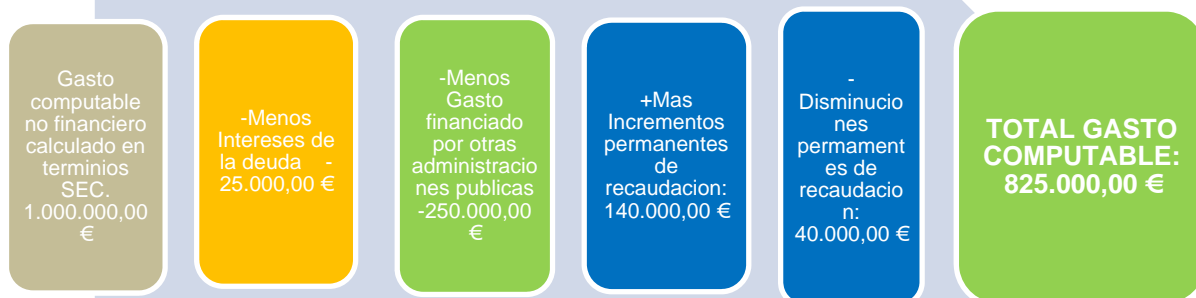 Gasto
computable
no financiero
calculado en
terminios
SEC.
1.000.000,00
€
-Menos
Intereses de
la deuda -
25.000,00 €
-Menos
Gasto
financiado
por otras
administracio
nes publicas
-250.000,00
€
+Mas
Incrementos
permanentes
de
recaudacion:
140.000,00 €
-
Disminucio
nes
permament
es de
recaudacio
n:
40.000,00 €
TOTAL GASTO
COMPUTABLE:
825.000,00 €